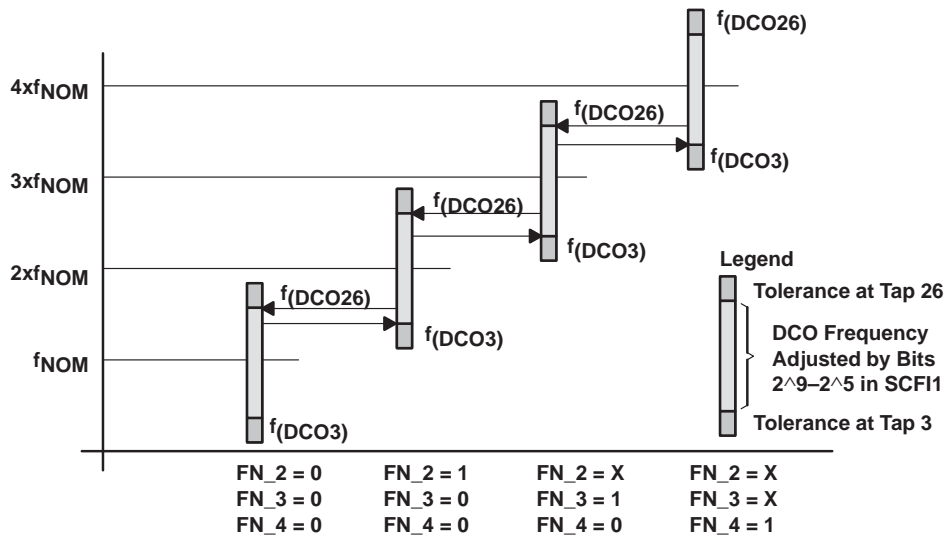 f(DCO26)
4xfNOM
f(DCO26)
f(DCO3)
3xfNOM
f(DCO26)
f(DCO3)
2xfNOM
f(DCO26)
f(DCO3)
fNOM
f(DCO3)
Legend
Tolerance at Tap 26
DCO Frequency
Adjusted by Bits
2^9–2^5 in SCFI1
Tolerance at Tap 3
FN_2 = 0
FN_3 = 0
FN_4 = 0
FN_2 = 1
FN_3 = 0
FN_4 = 0
FN_2 = X
FN_3 = 1
FN_4 = 0
FN_2 = X
FN_3 = X
FN_4 = 1